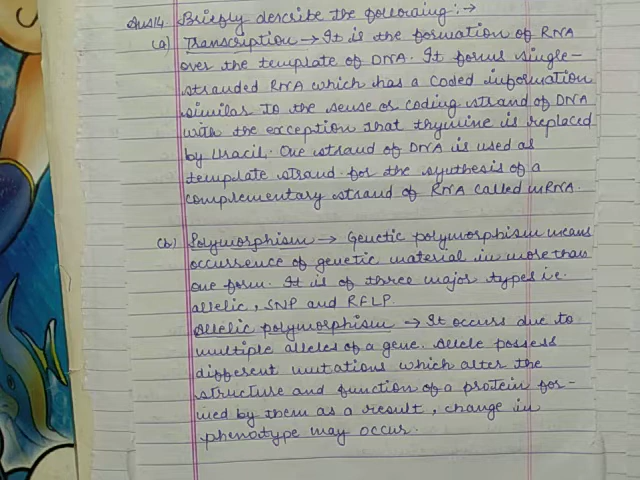 Ans14. Briefly describe the following :→
(a) Transcription → It is the formation of RNA
over the template of DNA. It forms single-
stranded RNA which has a coded information
similar to the sense or coding strand of DNA
with the exception that thymine is replaced
by Uracil. One strand of DNA is used as
template strand for the synthesis of a
complementary strand of RNA called mRNA.
(b) Polymorphism → Genetic polymorphism means
occurrence of genetic material in more than
one form. It is of three major types i.e.
allelic, SNP and RFLP.
Allelic polymorphism → It occurs due to
multiple alleles of a gene. Allele possess
different mutations which alter the
structure and function of a protein for-
med by them as a result, change in
phenotype may occur.